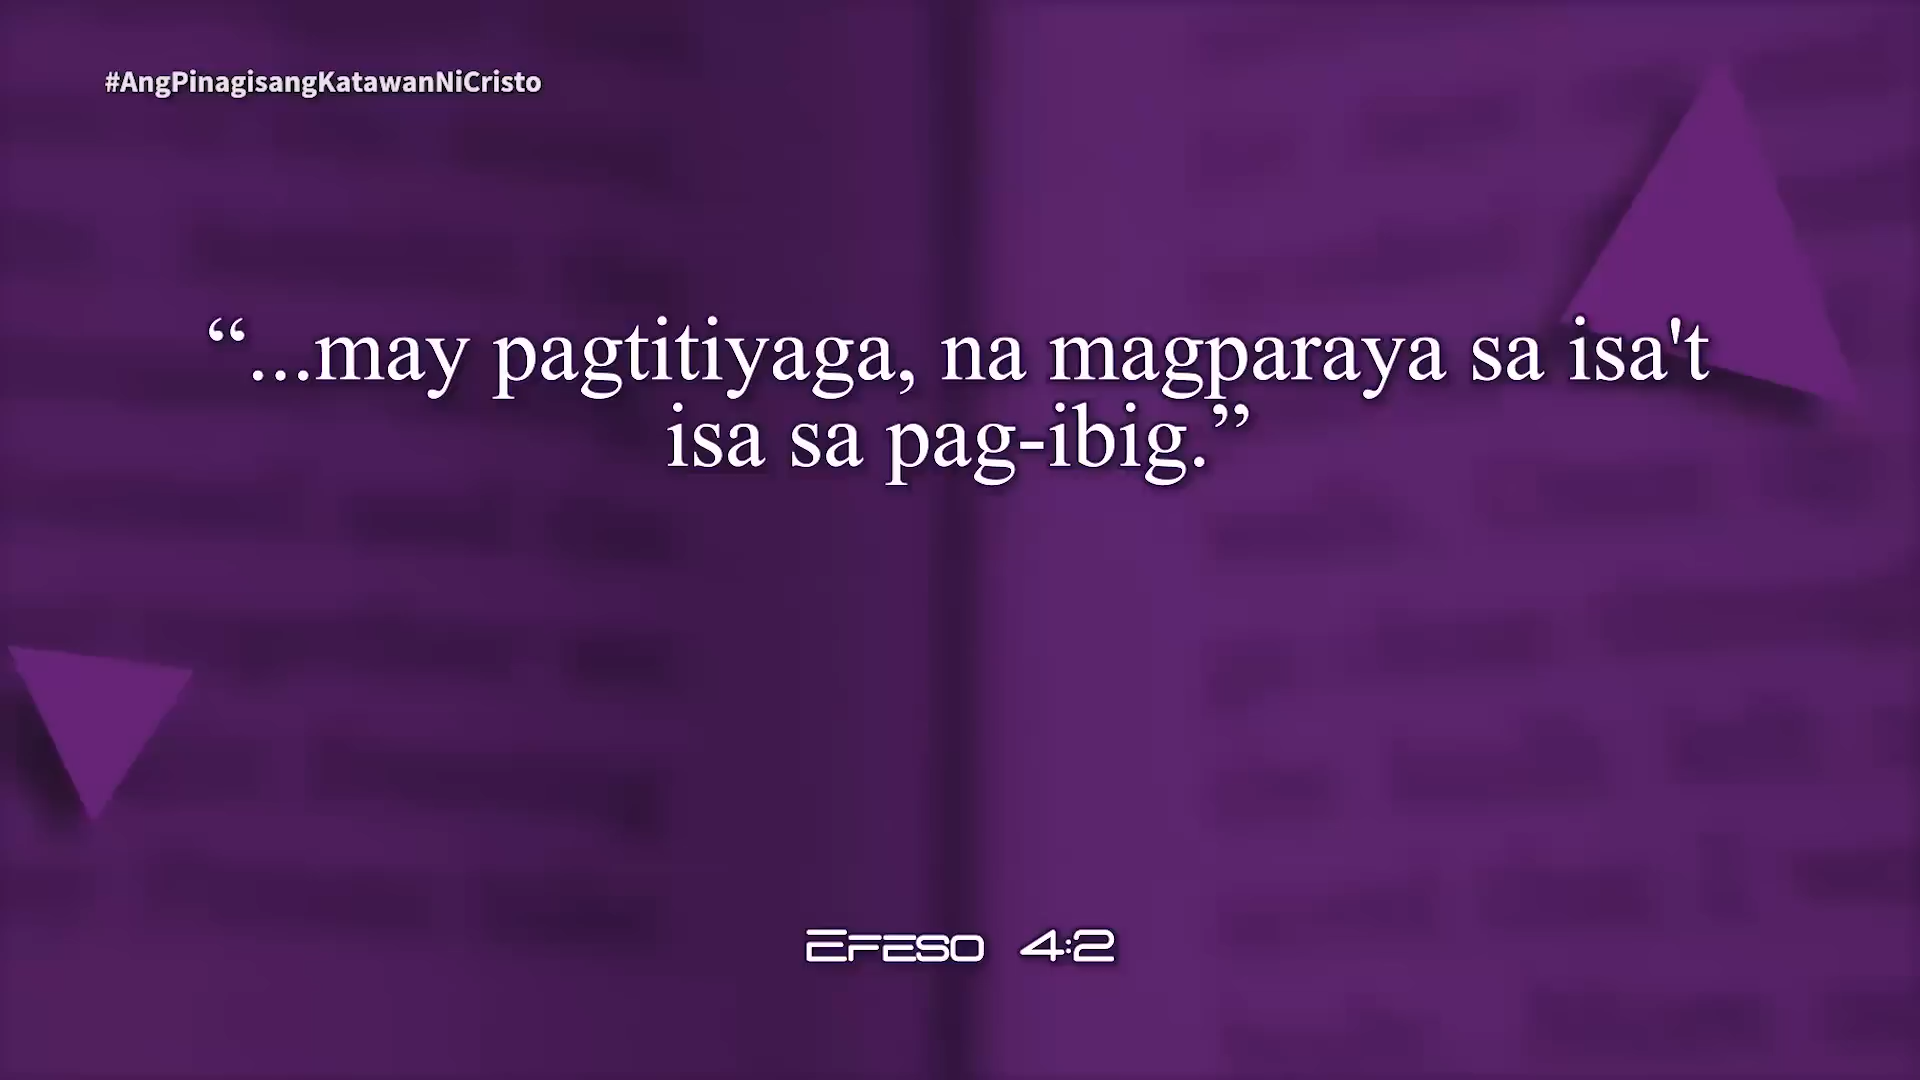 #AngPinagisangKatawanNiCristo
“...may pagtitiyaga, na magparaya sa isa't
isa sa pag-ibig.”
Efeso 4:2